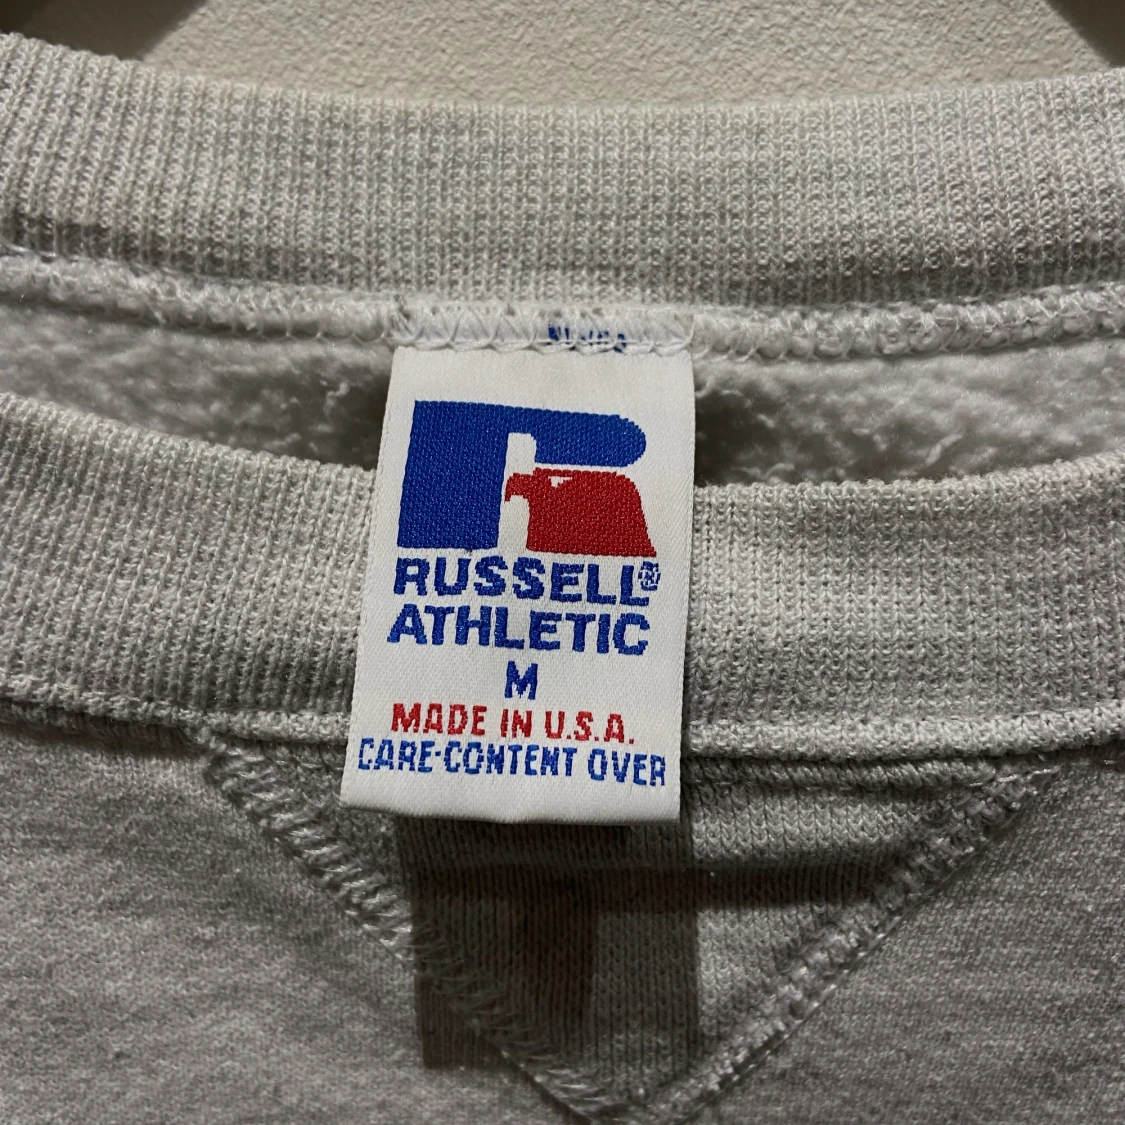 RUSSELL®
ATHLETIC
M
MADE IN U.S.A.
CARE-CONTENT OVER